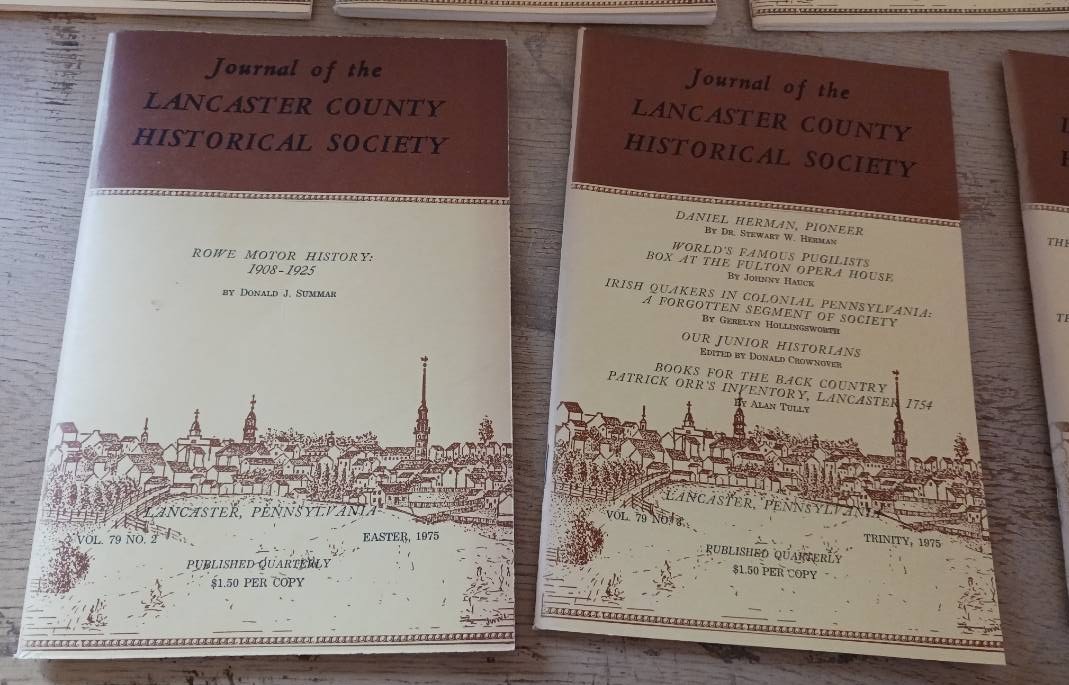 Journal of the
LANCASTER COUNTY
HISTORICAL SOCIETY
ROWE MOTOR HISTORY:
1908-1925
BY DONALD J. SUMMAR
LANCASTER, PENNSYLVANIA
VOL. 79 NO. 2
EASTER, 1975
PUBLISHED QUARTERLY
$1.50 PER COPY
Journal of the
LANCASTER COUNTY
HISTORICAL SOCIETY
DANIEL HERMAN, PIONEER
BY DR. STEWART W. HERMAN
WORLD'S FAMOUS PUGILISTS
BOX AT THE FULTON OPERA HOUSE
BY JOHNNY HAUCK
IRISH QUAKERS IN COLONIAL PENNSYLVANIA:
A FORGOTTEN SEGMENT OF SOCIETY
BY GERELYN HOLLINGSWORTH
OUR JUNIOR HISTORIANS
EDITED BY DONALD CROWNOVER
BOOKS FOR THE BACK COUNTRY
PATRICK ORR'S INVENTORY, LANCASTER 1754
BY ALAN TULLY
LANCASTER, PENNSYLVANIA
VOL. 79 NO. 3
TRINITY, 1975
PUBLISHED QUARTERLY
$1.50 PER COPY